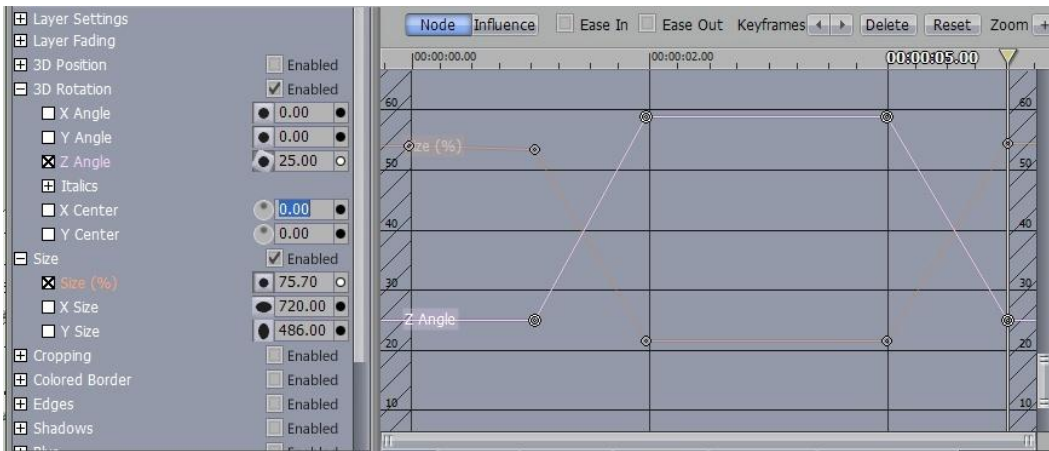 Layer Settings
Layer Fading
3D Position Enabled
3D Rotation Enabled
X Angle 0.00
Y Angle 0.00
Z Angle 25.00
Italics
X Center 0.00
Y Center 0.00
Size Enabled
Size (%) 75.70
X Size 720.00
Y Size 486.00
Cropping Enabled
Colored Border Enabled
Edges Enabled
Shadows Enabled
Node Influence Ease In Ease Out Keyframes Delete Reset Zoom +
00:00:00.00 00:00:02.00 00:00:05.00
60 60
ze (%)
50 50
40 40
30 30
Z Angle
20 20
10 10